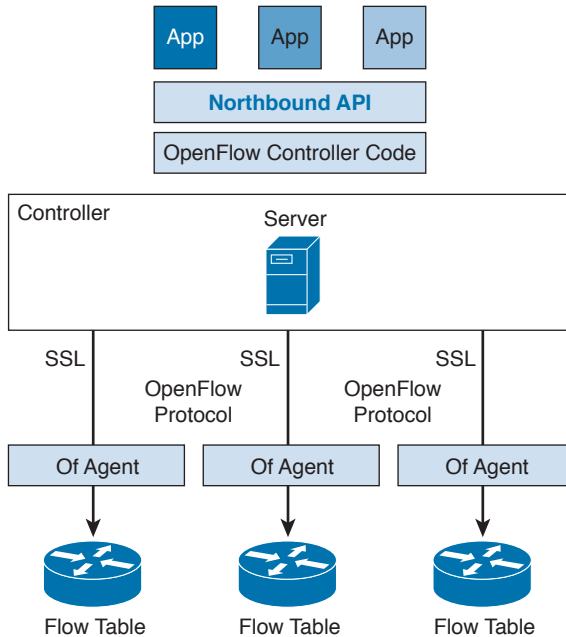 App App App
Northbound API
OpenFlow Controller Code
Controller
Server
SSL SSL SSL
OpenFlow OpenFlow
Protocol Protocol
Of Agent Of Agent Of Agent
Flow Table Flow Table Flow Table